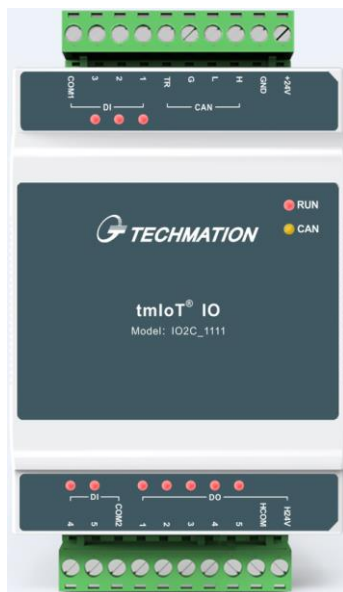 COM1 3 2 1 TR G L H GND +24V
DI CAN
RUN
TECHMATION
CAN
tmIoT® IO
Model: IO2C_1111
DI DO
4 5 COM2 1 2 3 4 5 HCOM H24V